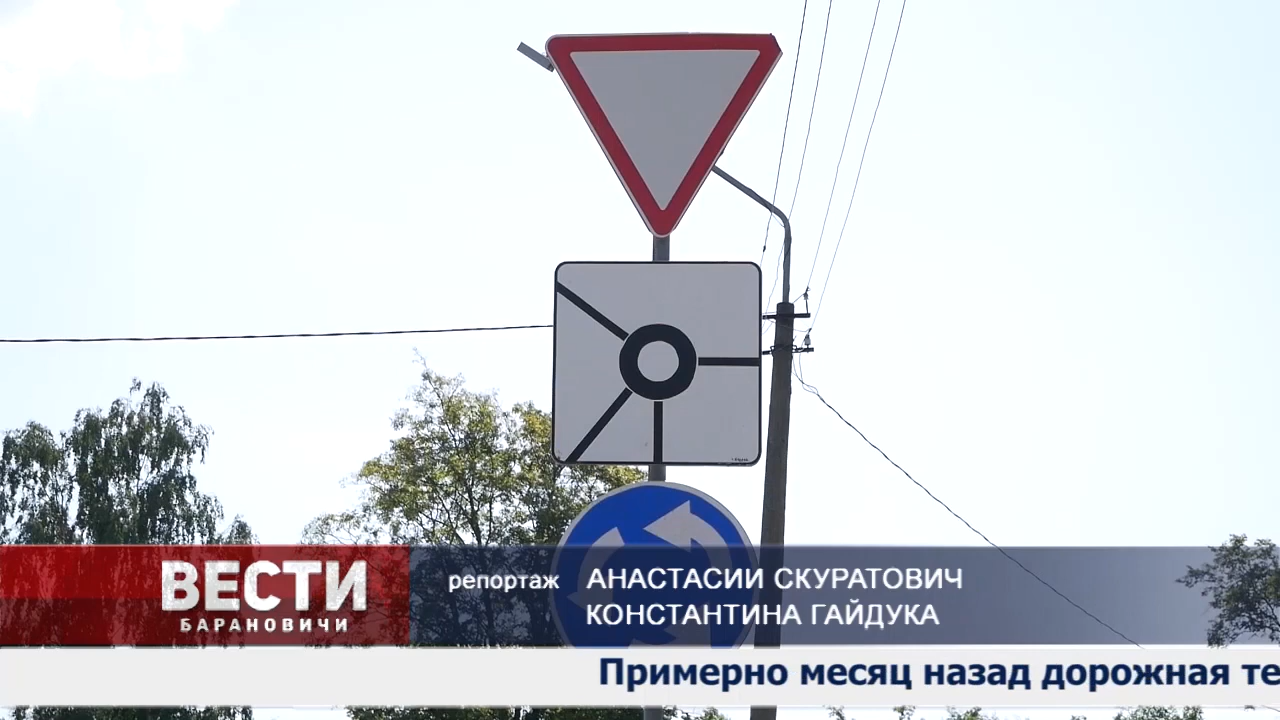 ВЕСТИ
БАРАНОВИЧИ
репортаж АНАСТАСИИ СКУРАТОВИЧ
КОНСТАНТИНА ГАЙДУКА
Примерно месяц назад дорожная те